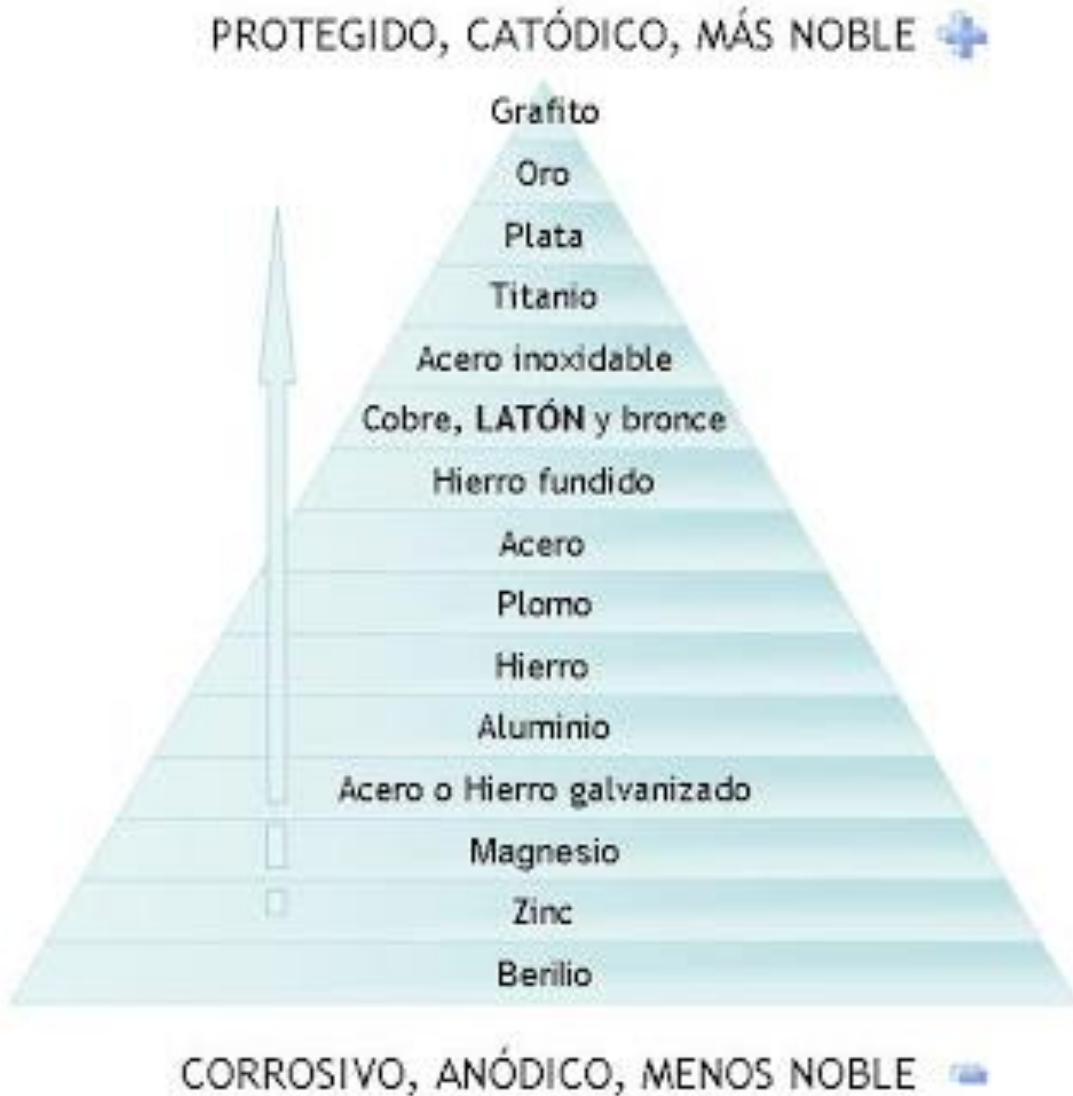 PROTEGIDO, CATÓDICO, MÁS NOBLE
Grafito
Oro
Plata
Titanio
Acero inoxidable
Cobre, LATÓN y bronce
Hierro fundido
Acero
Plomo
Hierro
Aluminio
Acero o Hierro galvanizado
Magnesio
Zinc
Berilio
CORROSIVO, ANÓDICO, MENOS NOBLE